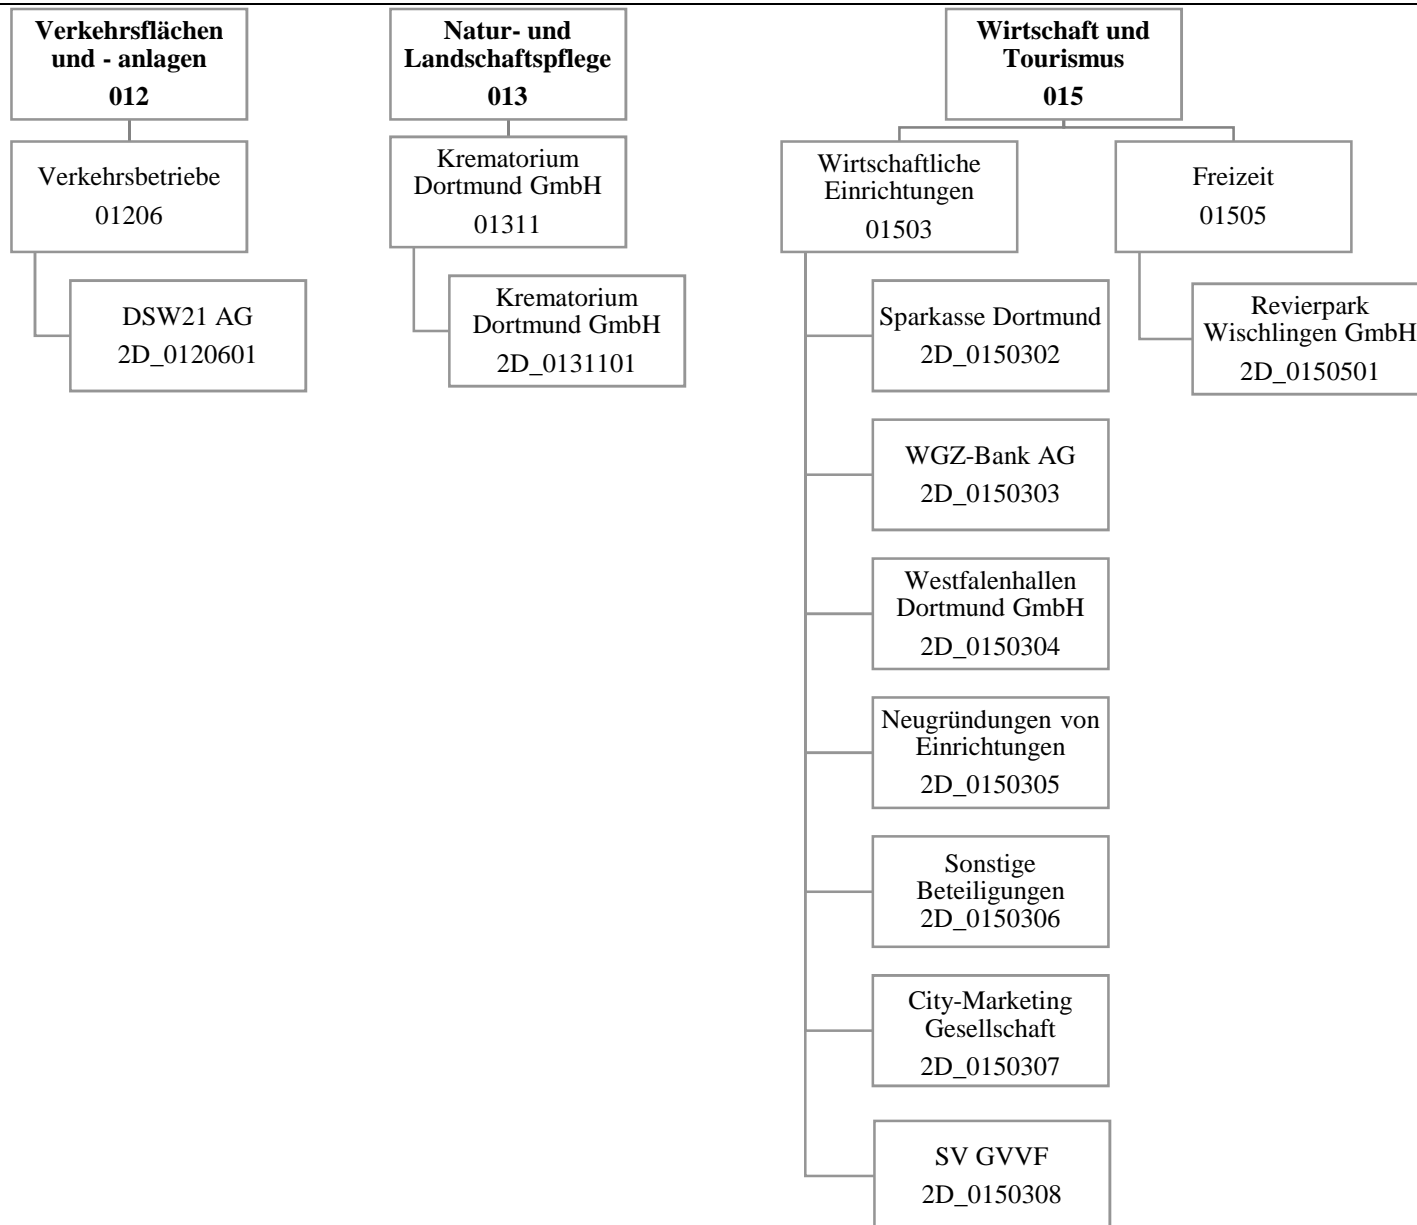 Verkehrsflächen
und - anlagen
012
Verkehrsbetriebe
01206
DSW21 AG
2D_0120601
Natur- und
Landschaftspflege
013
Krematorium
Dortmund GmbH
01311
Krematorium
Dortmund GmbH
2D_0131101
Wirtschaft und
Tourismus
015
Wirtschaftliche
Einrichtungen
01503
Sparkasse Dortmund
2D_0150302
WGZ-Bank AG
2D_0150303
Westfalenhallen
Dortmund GmbH
2D_0150304
Neugründungen von
Einrichtungen
2D_0150305
Sonstige
Beteiligungen
2D_0150306
City-Marketing
Gesellschaft
2D_0150307
SV GVVF
2D_0150308
Freizeit
01505
Revierpark
Wischlingen GmbH
2D_0150501